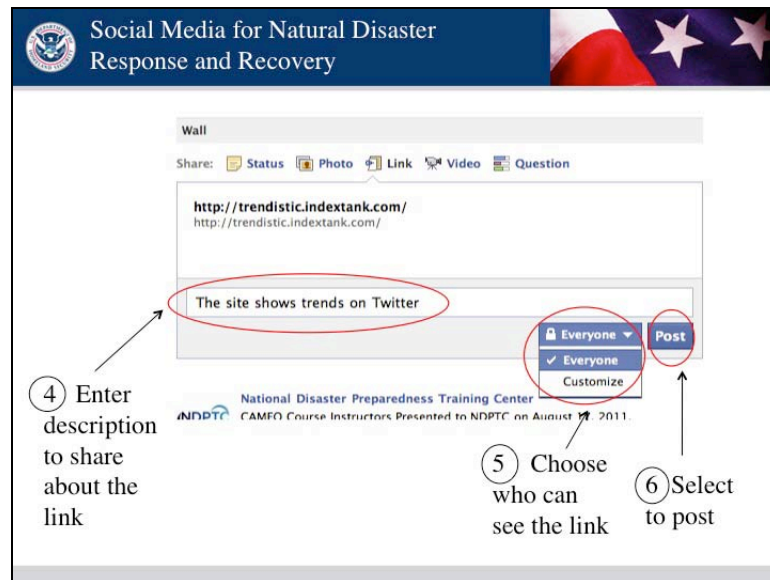 Social Media for Natural Disaster
Response and Recovery
Wall
Share: Status Photo Link Video Question
http://trendistic.indextank.com/
http://trendistic.indextank.com/
The site shows trends on Twitter
Everyone Post
Everyone
Customize
National Disaster Preparedness Training Center
NDPTC CAMEO Course Instructors Presented to NDPTC on August 2011.
4 Enter
description
to share
about the
link
5 Choose
who can
see the link
6 Select
to post